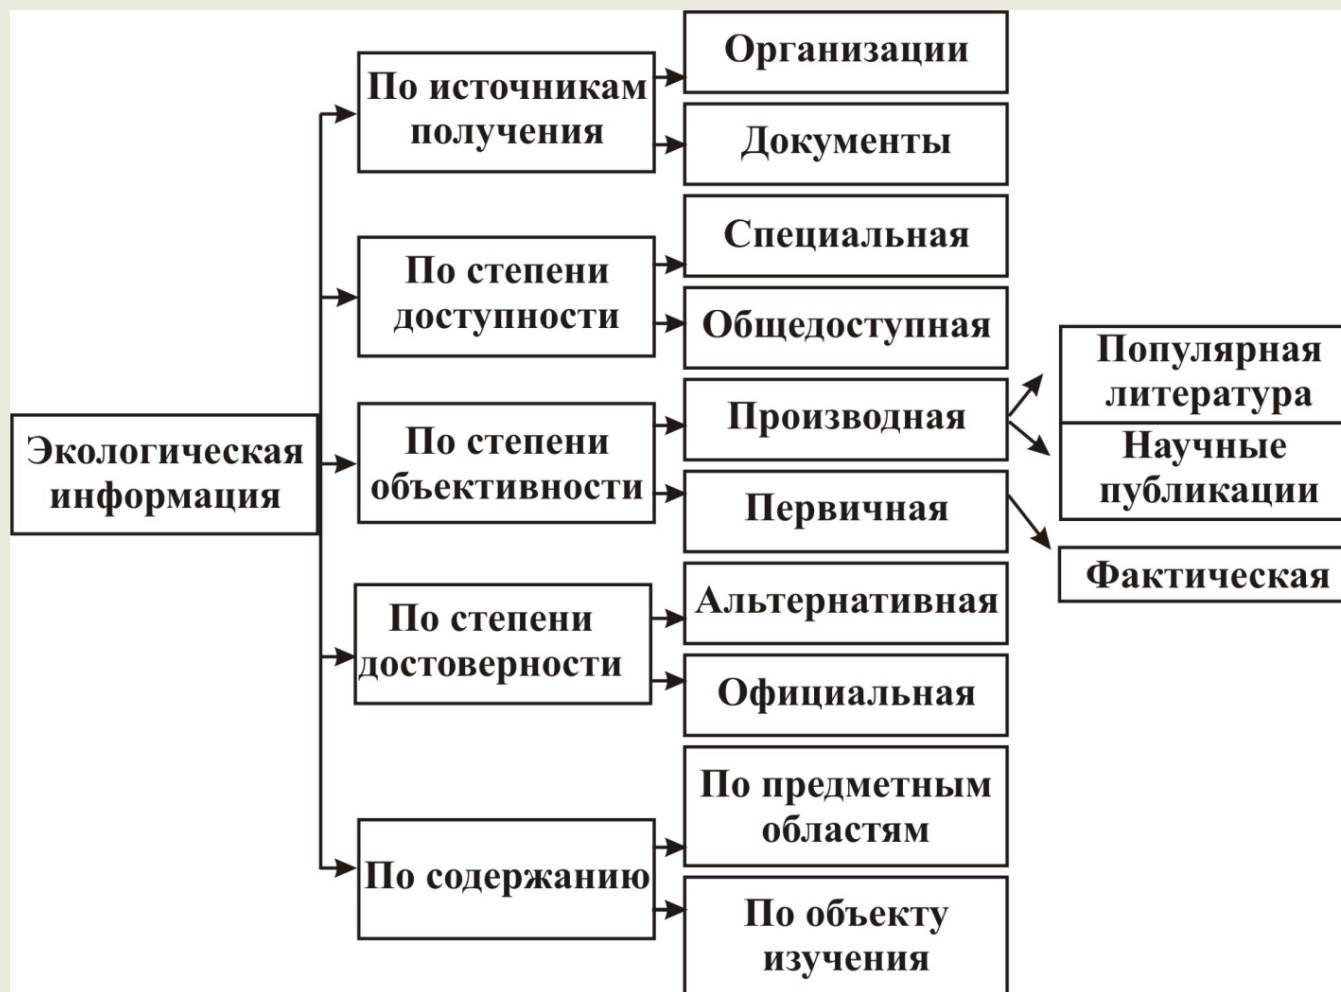 Экологическая
информация
По источникам
получения
Организации
Документы
По степени
доступности
Специальная
Общедоступная
По степени
объективности
Производная
Популярная
литература
Научные
публикации
Первичная
Фактическая
По степени
достоверности
Альтернативная
Официальная
По содержанию
По предметным
областям
По объекту
изучения